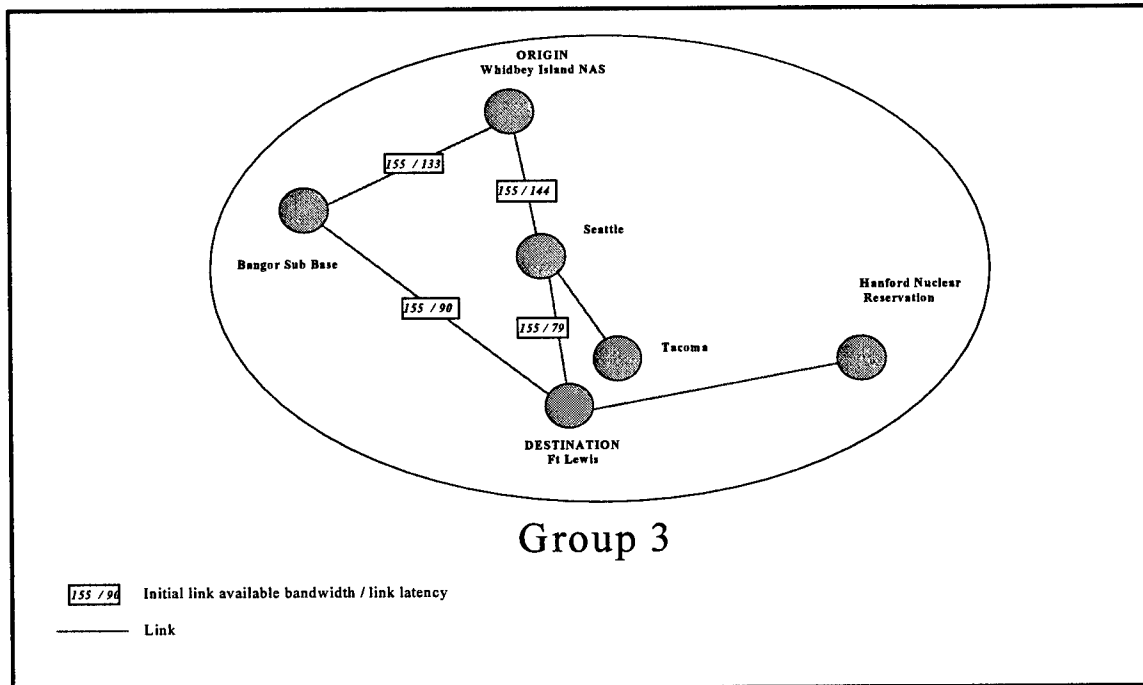 ORIGIN
Whidbey Island NAS
155 / 133
155 / 144
Seattle
Bangor Sub Base
Hanford Nuclear
Reservation
155 / 90
155 / 79
Tacoma
DESTINATION
Ft Lewis
Group 3
155 / 90 Initial link available bandwidth / link latency
Link